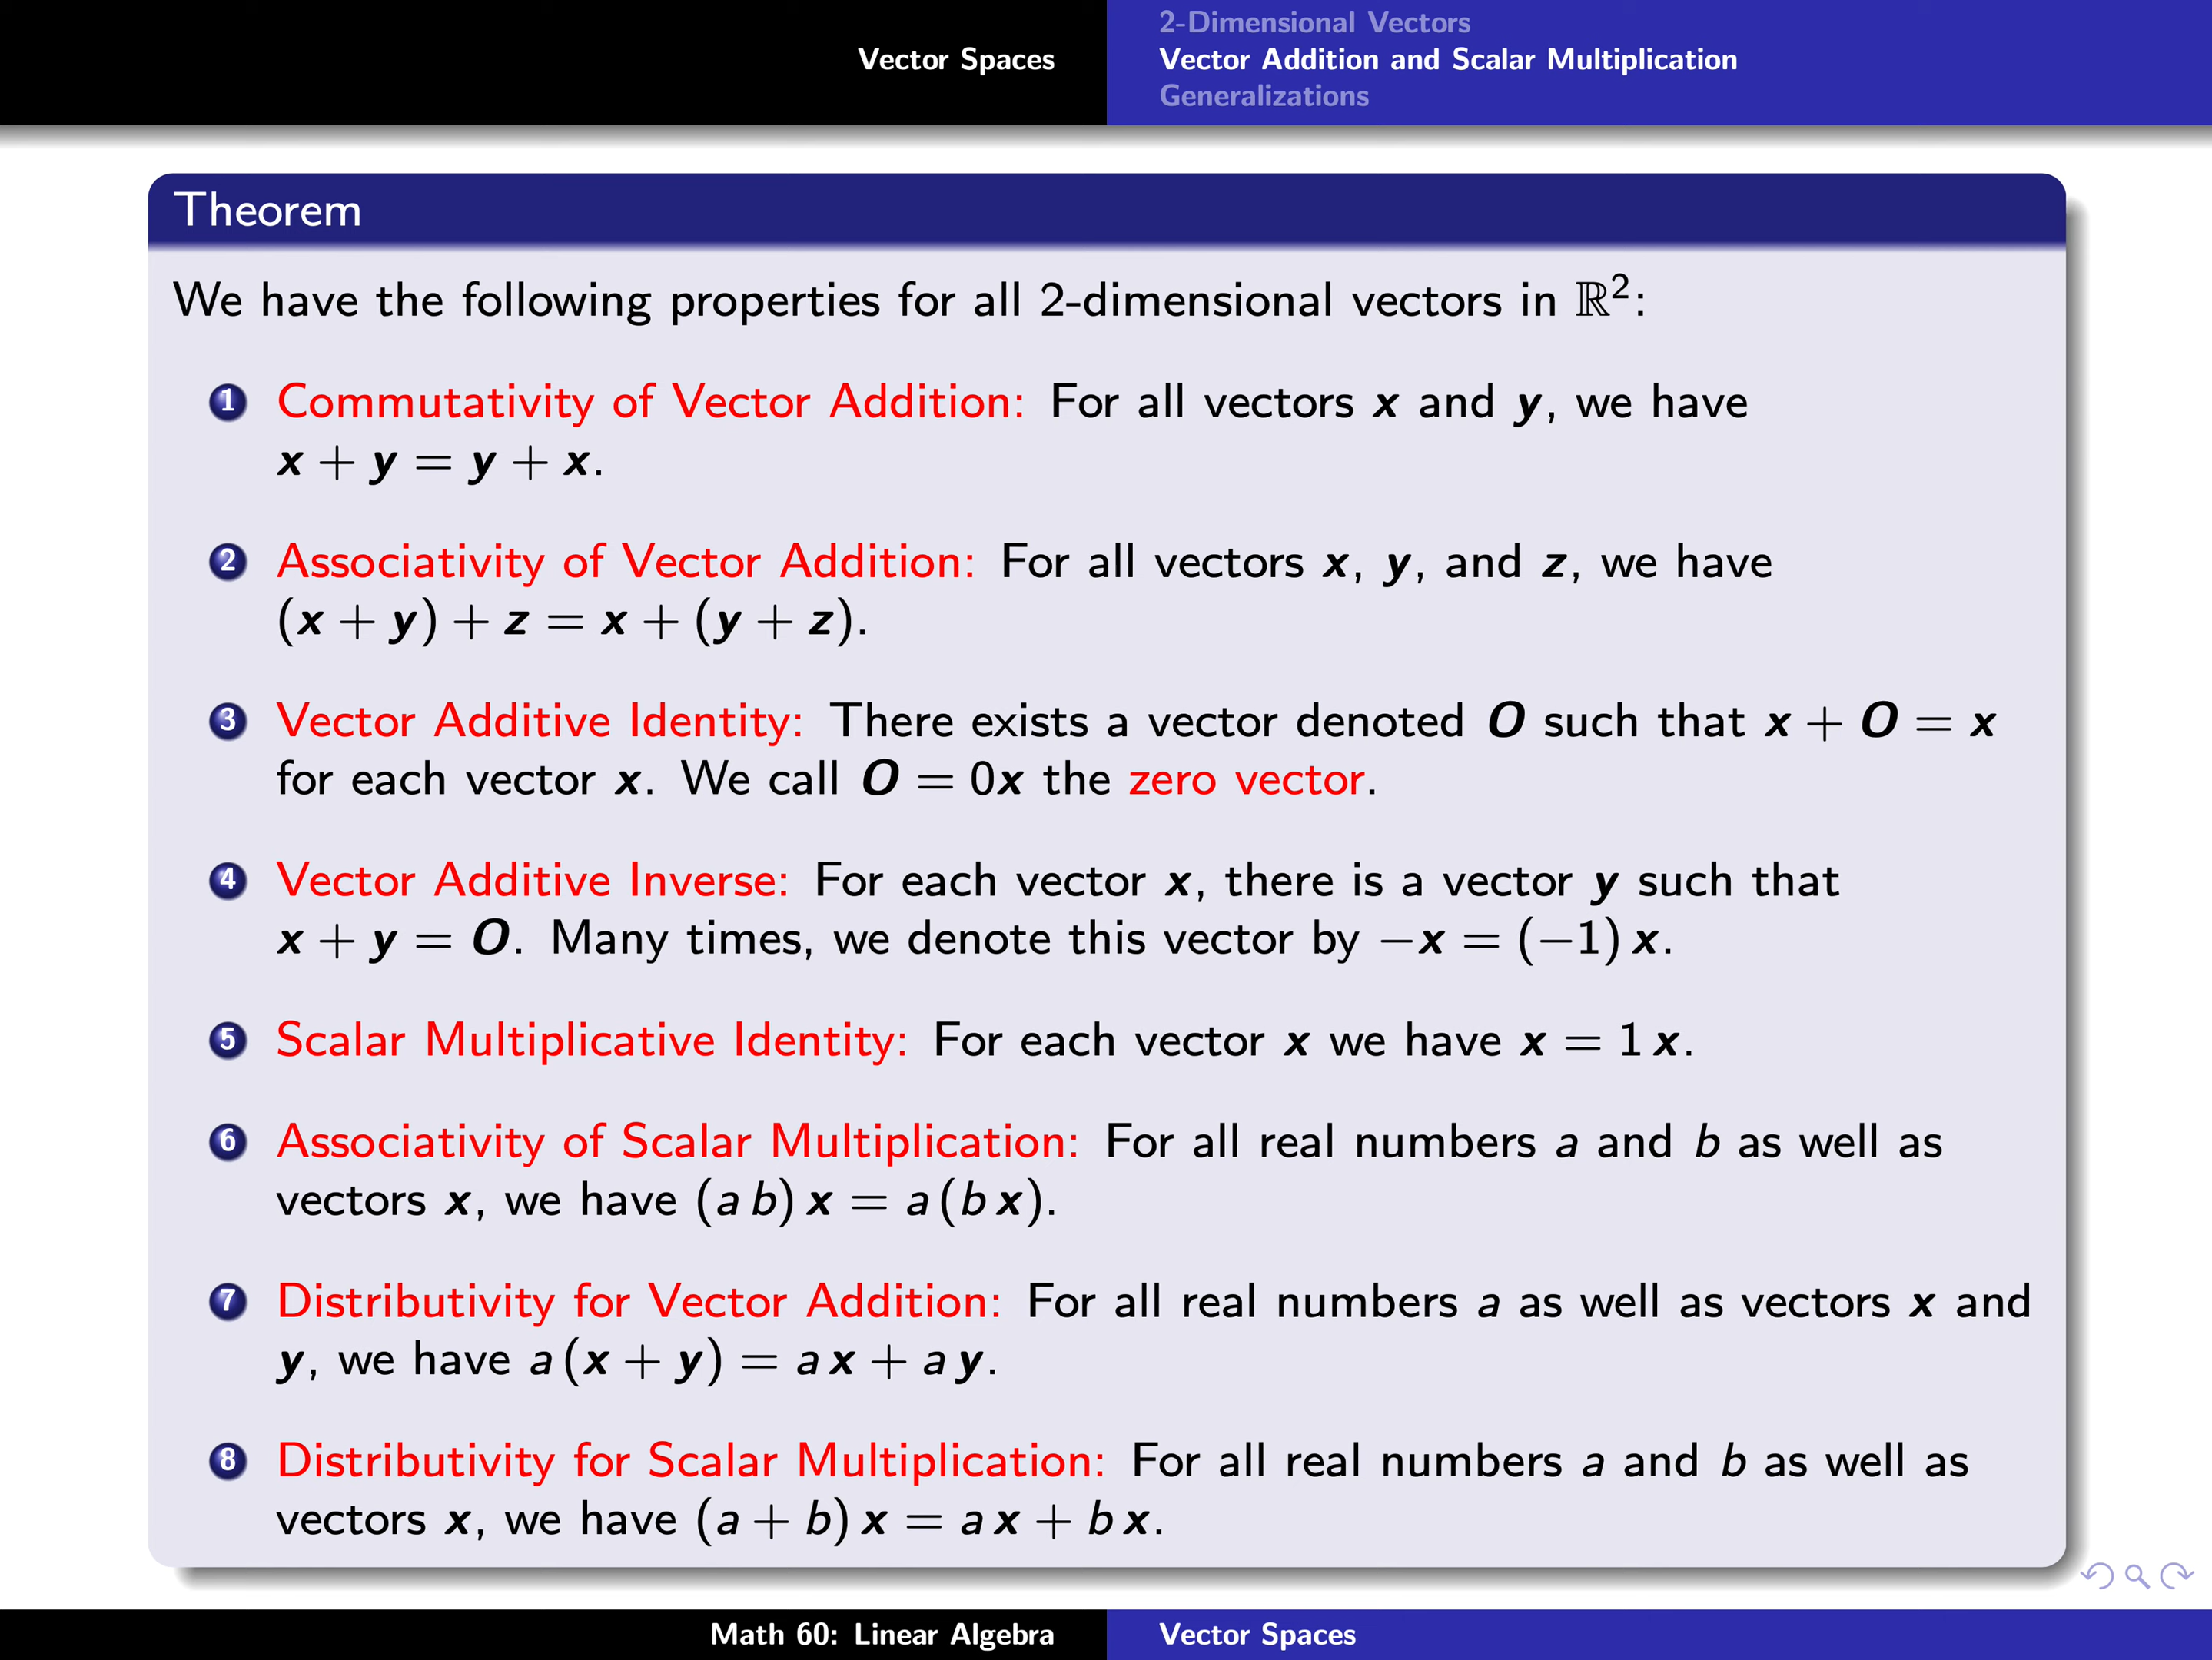 Vector Spaces
2-Dimensional Vectors
Vector Addition and Scalar Multiplication
Generalizations
Theorem
We have the following properties for all 2-dimensional vectors in ℝ²:
1 Commutativity of Vector Addition: For all vectors x and y, we have
x + y = y + x.
2 Associativity of Vector Addition: For all vectors x, y, and z, we have
(x + y) + z = x + (y + z).
3 Vector Additive Identity: There exists a vector denoted O such that x + O = x
for each vector x. We call O = 0x the zero vector.
4 Vector Additive Inverse: For each vector x, there is a vector y such that
x + y = O. Many times, we denote this vector by −x = (−1) x.
5 Scalar Multiplicative Identity: For each vector x we have x = 1 x.
6 Associativity of Scalar Multiplication: For all real numbers a and b as well as
vectors x, we have (a b) x = a (b x).
7 Distributivity for Vector Addition: For all real numbers a as well as vectors x and
y, we have a (x + y) = a x + a y.
8 Distributivity for Scalar Multiplication: For all real numbers a and b as well as
vectors x, we have (a + b) x = a x + b x.
Math 60: Linear Algebra
Vector Spaces